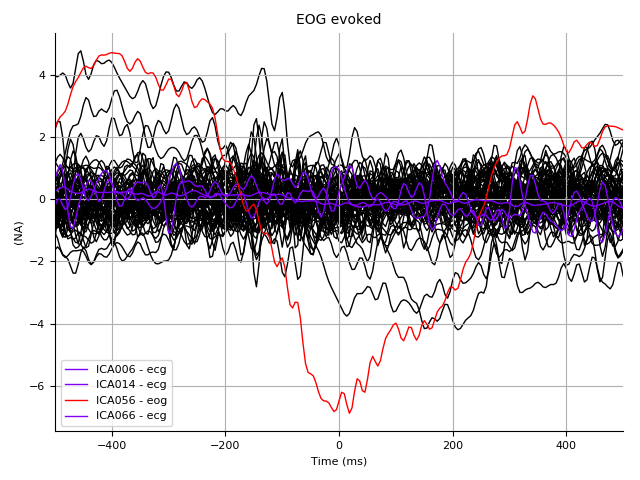 EOG evoked
4
2
0
−2
−4
−6
(NA)
ICA006 - ecg
ICA014 - ecg
ICA056 - eog
ICA066 - ecg
−400
−200
0
200
400
Time (ms)